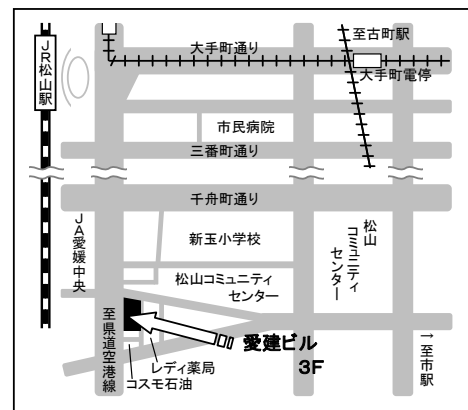 大手町通り
至古町駅
JR松山駅
大手町電停
市民病院
三番町通り
千舟町通り
JA愛媛中央
新玉小学校
松山
コミュニティ
センター
松山コミュニティ
センター
至県道空港線
愛建ビル
3F
→至市駅
レディ薬局
コスモ石油